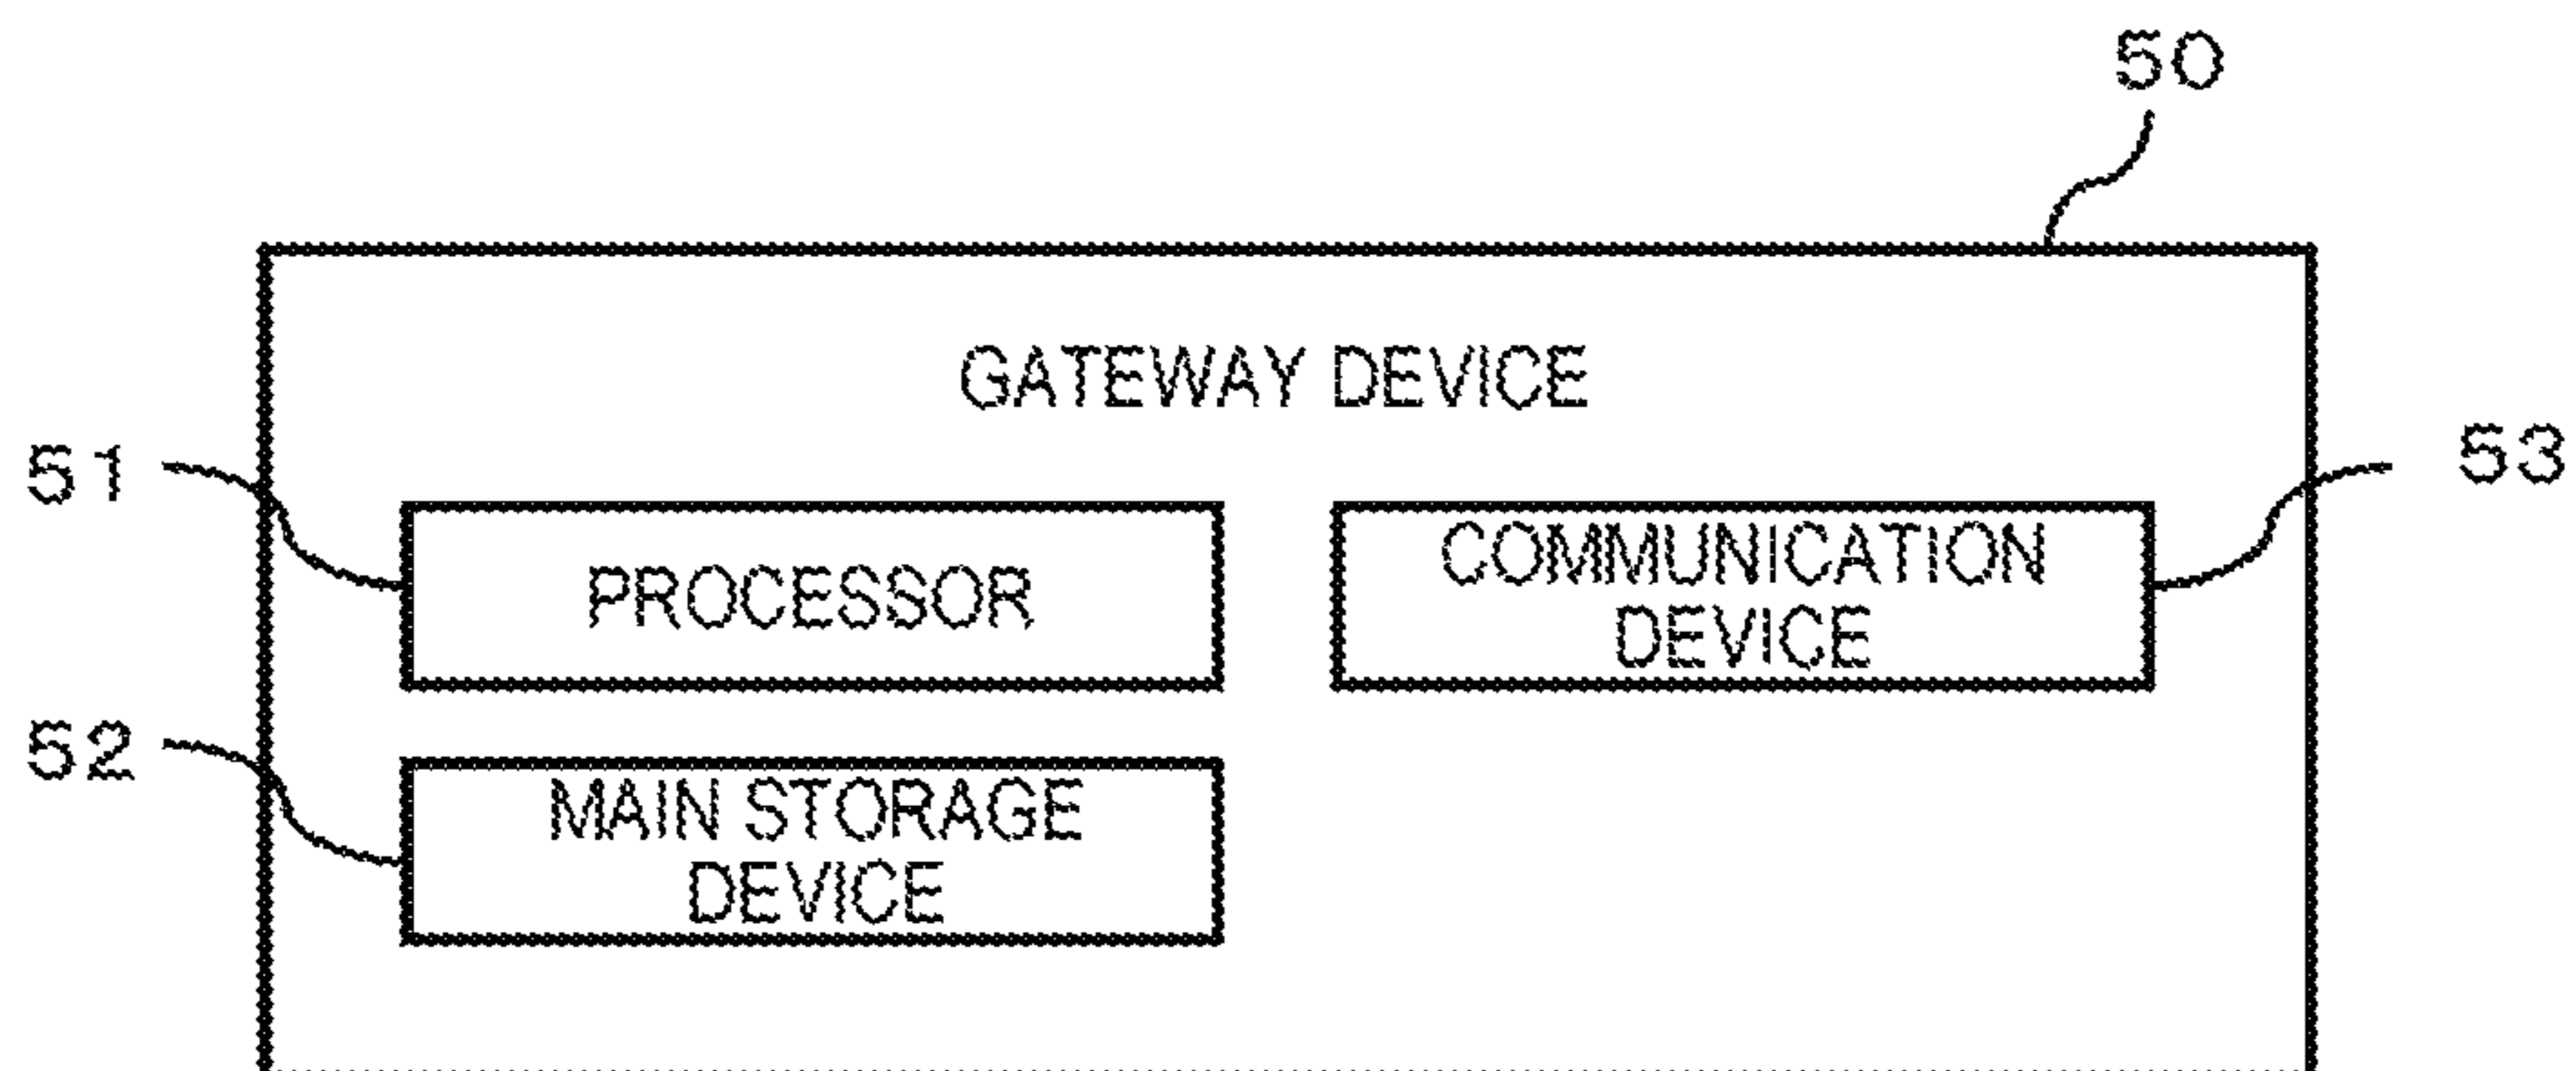 50
GATEWAY DEVICE
51
53
PROCESSOR
COMMUNICATION
DEVICE
52
MAIN STORAGE
DEVICE